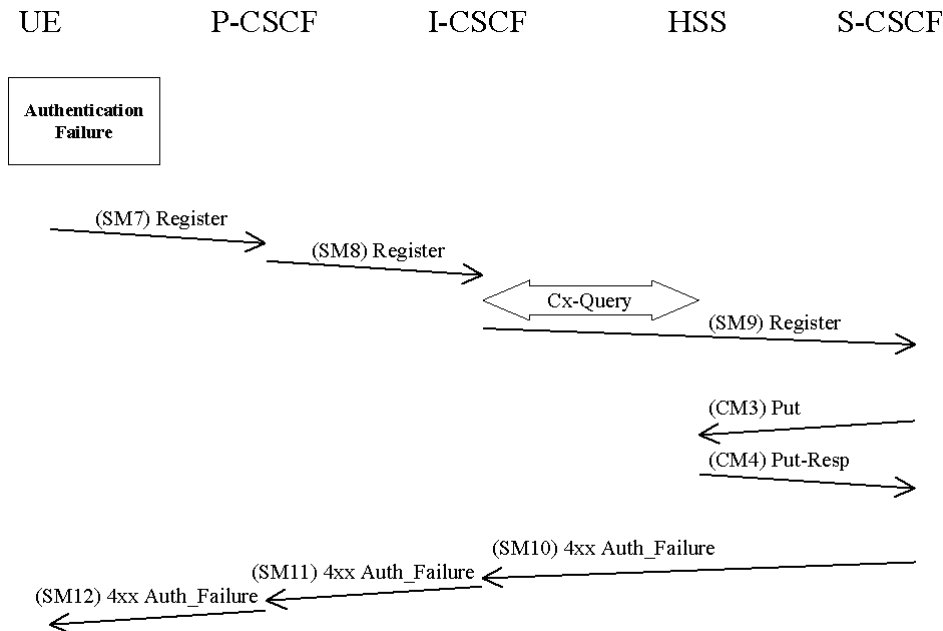 UE P-CSCF I-CSCF HSS S-CSCF
Authentication
Failure
(SM7) Register
(SM8) Register
Cx-Query
(SM9) Register
(CM3) Put
(CM4) Put-Resp
(SM10) 4xx Auth_Failure
(SM11) 4xx Auth_Failure
(SM12) 4xx Auth_Failure